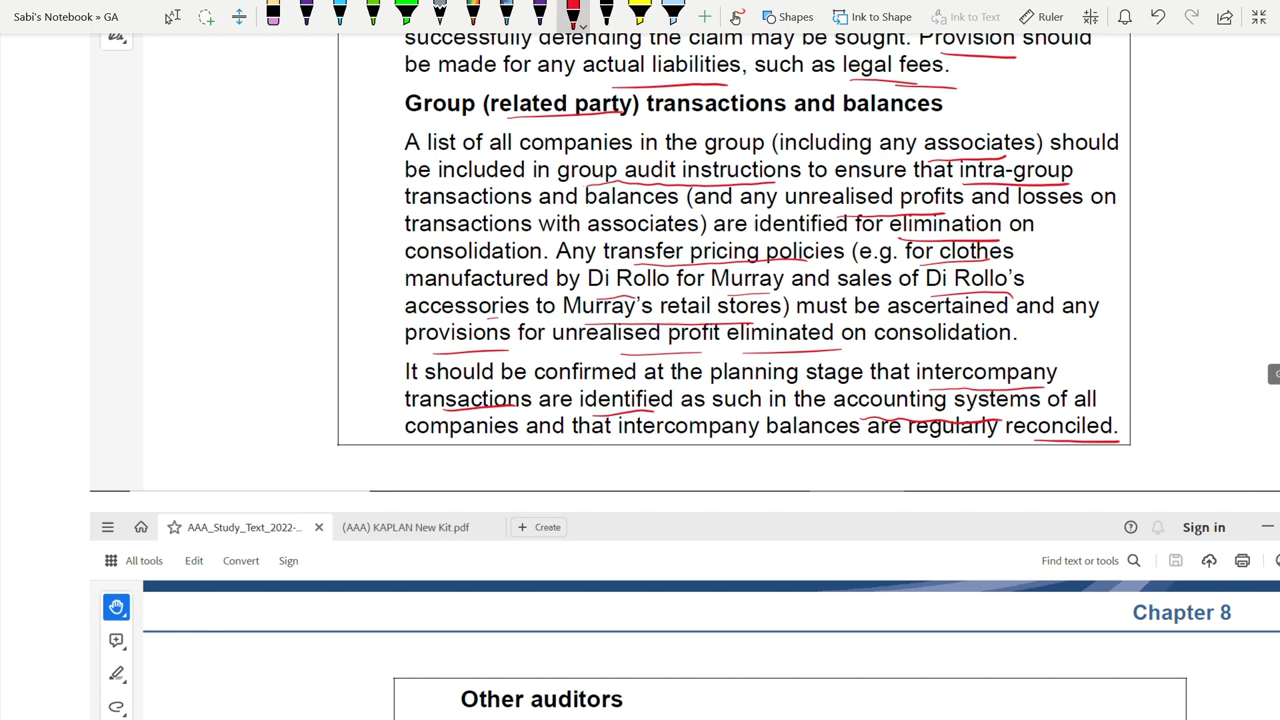 Sabi's Notebook » GA
Shapes
Ink to Shape
Ink to Text
Ruler
successfully defending the claim may be sought. Provision should
be made for any actual liabilities, such as legal fees.
Group (related party) transactions and balances
A list of all companies in the group (including any associates) should
be included in group audit instructions to ensure that intra-group
transactions and balances (and any unrealised profits and losses on
transactions with associates) are identified for elimination on
consolidation. Any transfer pricing policies (e.g. for clothes
manufactured by Di Rollo for Murray and sales of Di Rollo's
accessories to Murray's retail stores) must be ascertained and any
provisions for unrealised profit eliminated on consolidation.
It should be confirmed at the planning stage that intercompany
transactions are identified as such in the accounting systems of all
companies and that intercompany balances are regularly reconciled.
AAA_Study_Text_2022-...
(AAA) KAPLAN New Kit.pdf
Create
Sign in
All tools
Edit
Convert
Sign
Find text or tools
Chapter 8
Other auditors